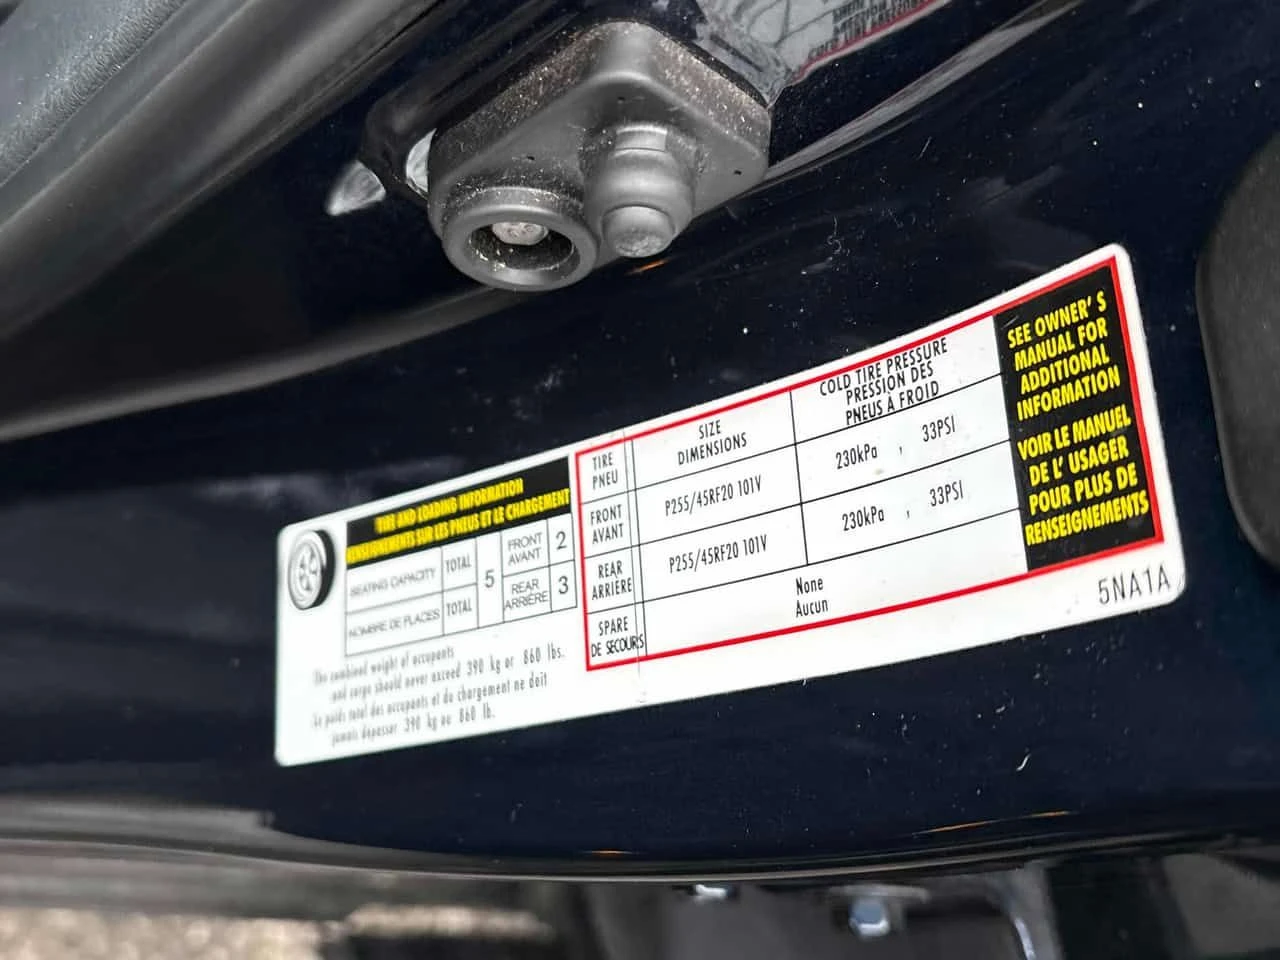 TIRE AND LOADING INFORMATION
RENSEIGNEMENTS SUR LES PNEUS ET LE CHARGEMENT
SEATING CAPACITY TOTAL 5 FRONT AVANT 2
NOMBRE DE PLACES TOTAL REAR ARRIÈRE 3
The combined weight of occupants
and cargo should never exceed 390 kg or 860 lbs.
Le poids total des occupants et du chargement ne doit
jamais dépasser 390 kg ou 860 lb.
TIRE PNEU
SIZE
DIMENSIONS
COLD TIRE PRESSURE
PRESSION DES
PNEUS À FROID
FRONT AVANT P255/45RF20 101V 230kPa , 33PSI
REAR ARRIÈRE P255/45RF20 101V 230kPa , 33PSI
SPARE DE SECOURS
None
Aucun
SEE OWNER'S
MANUAL FOR
ADDITIONAL
INFORMATION
VOIR LE MANUEL
DE L' USAGER
POUR PLUS DE
RENSEIGNEMENTS
5NA1A